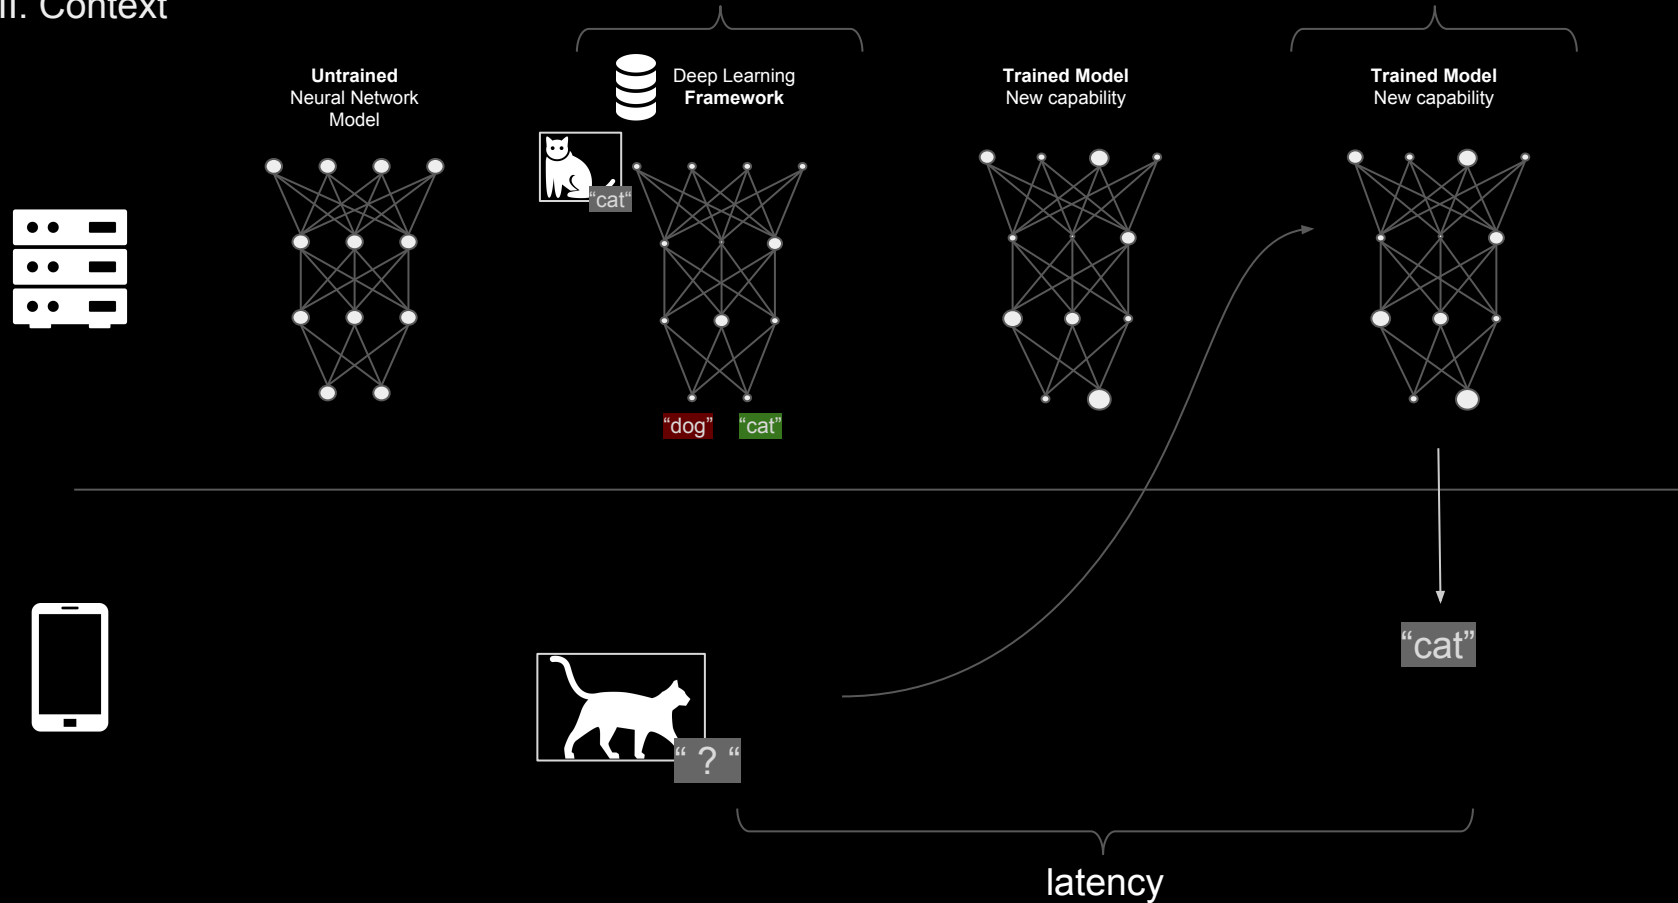 II. Context
Untrained
Neural Network
Model
Deep Learning
Framework
Trained Model
New capability
Trained Model
New capability
“cat“
“dog”
“cat”
“cat”
“ ? “
latency